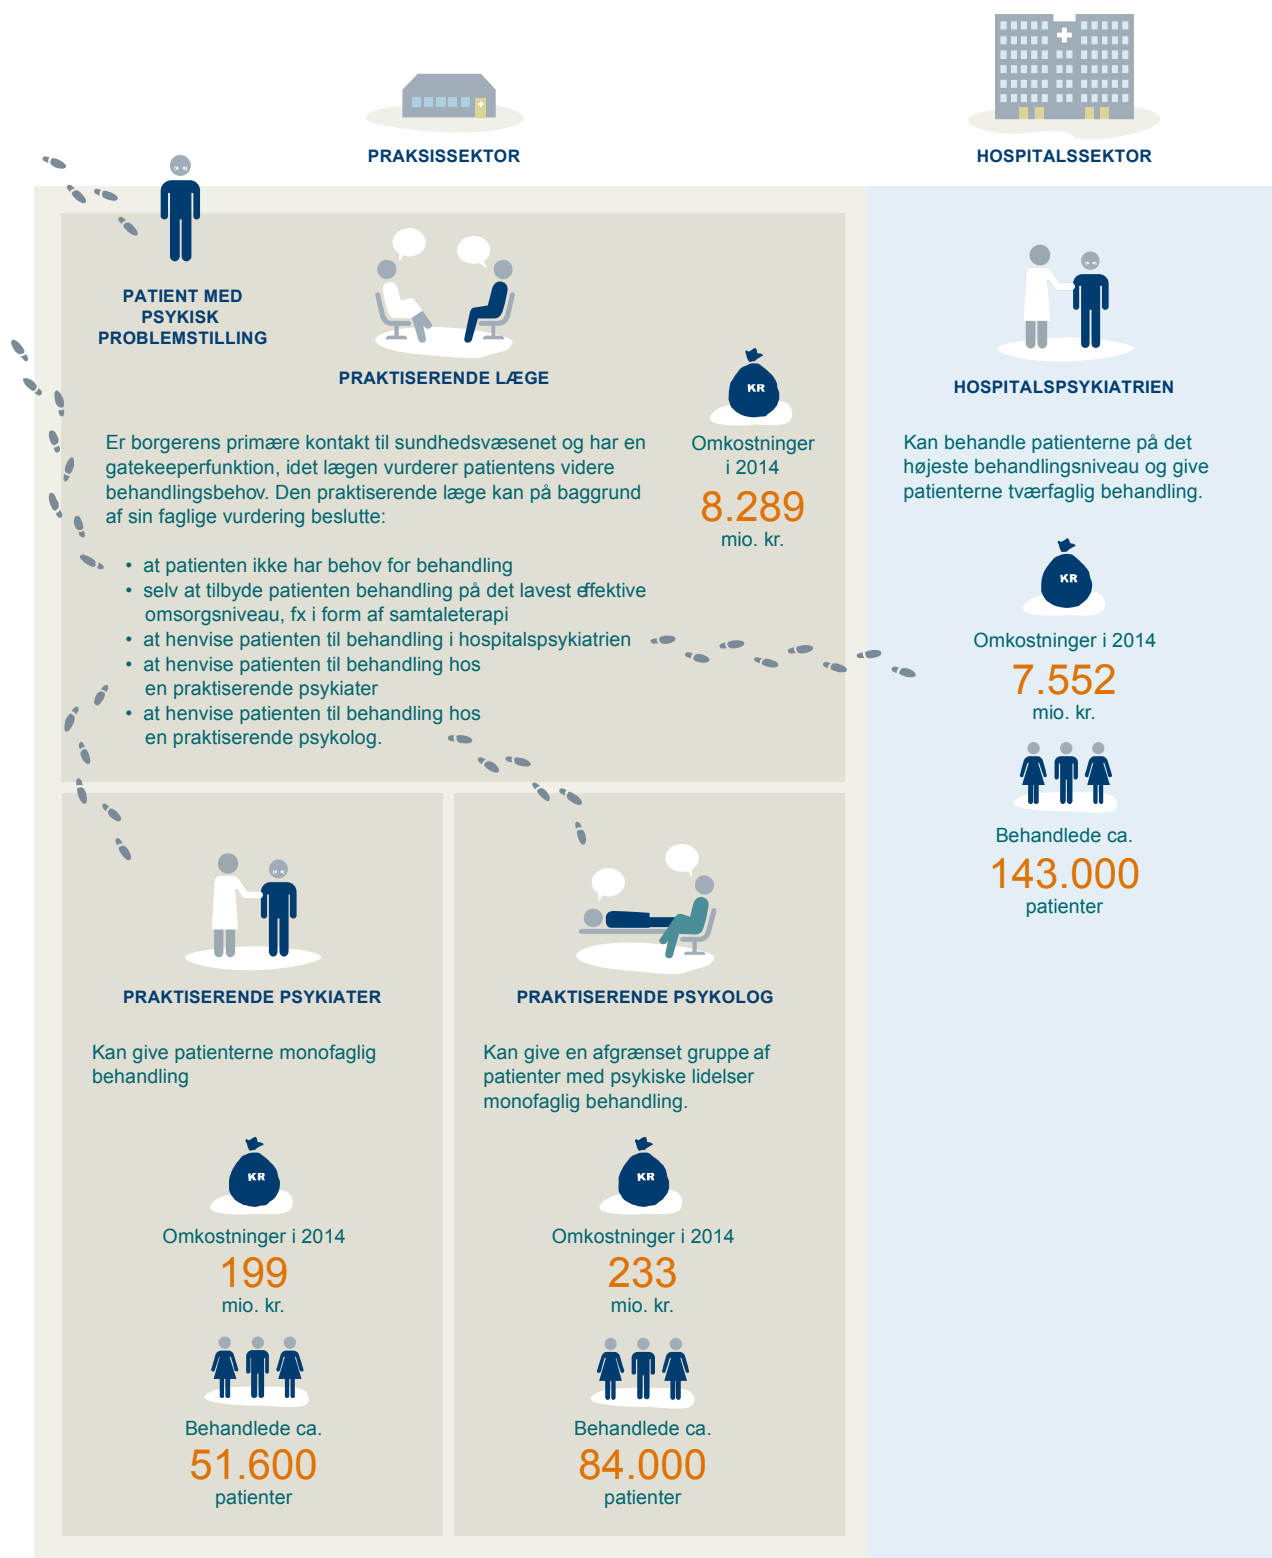 PRAKSISSEKTOR
HOSPITALSSEKTOR
PATIENT MED
PSYKISK
PROBLEMSTILLING
PRAKTISERENDE LÆGE
Er borgerens primære kontakt til sundhedsvæsenet og har en
gatekeeperfunktion, idet lægen vurderer patientens videre
behandlingsbehov. Den praktiserende læge kan på baggrund
af sin faglige vurdering beslutte:
• at patienten ikke har behov for behandling
• selv at tilbyde patienten behandling på det lavest effektive
omsorgsniveau, fx i form af samtaleterapi
• at henvise patienten til behandling i hospitalspsykiatrien
• at henvise patienten til behandling hos
en praktiserende psykiater
• at henvise patienten til behandling hos
en praktiserende psykolog.
KR
Omkostninger
i 2014
8.289
mio. kr.
HOSPITALSPSYKIATRIEN
Kan behandle patienterne på det
højeste behandlingsniveau og give
patienterne tværfaglig behandling.
KR
Omkostninger i 2014
7.552
mio. kr.
Behandlede ca.
143.000
patienter
PRAKTISERENDE PSYKIATER
Kan give patienterne monofaglig
behandling
KR
Omkostninger i 2014
199
mio. kr.
Behandlede ca.
51.600
patienter
PRAKTISERENDE PSYKOLOG
Kan give en afgrænset gruppe af
patienter med psykiske lidelser
monofaglig behandling.
KR
Omkostninger i 2014
233
mio. kr.
Behandlede ca.
84.000
patienter